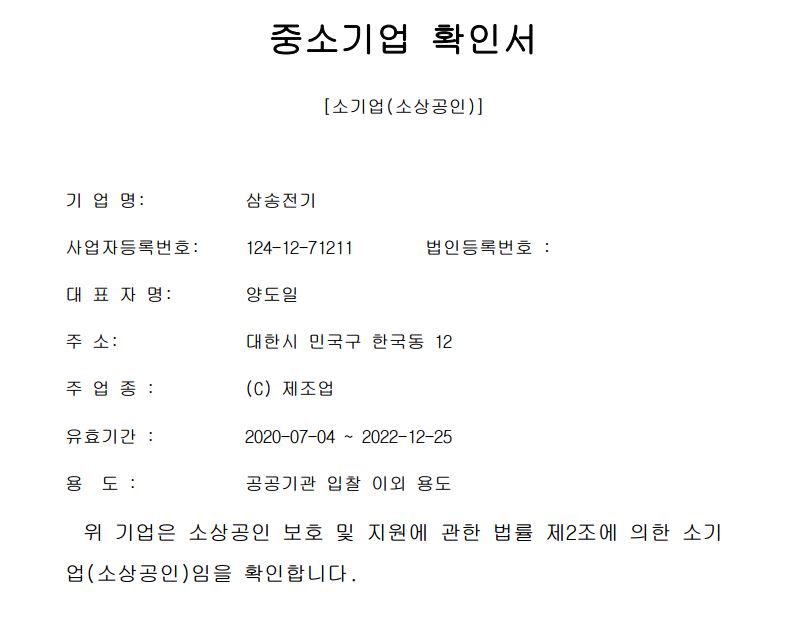 중소기업 확인서
[소기업(소상공인)]
기 업 명: 삼송전기
사업자등록번호: 124-12-71211 법인등록번호 :
대 표 자 명: 양도일
주 소: 대한시 민국구 한국동 12
주 업 종 : (C) 제조업
유효기간 : 2020-07-04 ~ 2022-12-25
용 도 : 공공기관 입찰 이외 용도
위 기업은 소상공인 보호 및 지원에 관한 법률 제2조에 의한 소기
업(소상공인)임을 확인합니다.